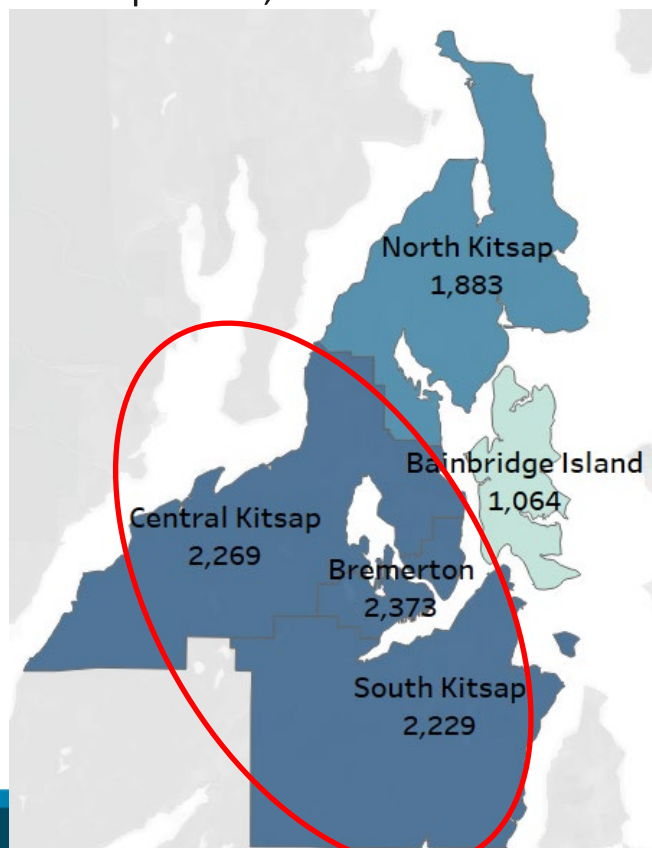 North Kitsap
1,883
Bainbridge Island
1,064
Central Kitsap
2,269
Bremerton
2,373
South Kitsap
2,229